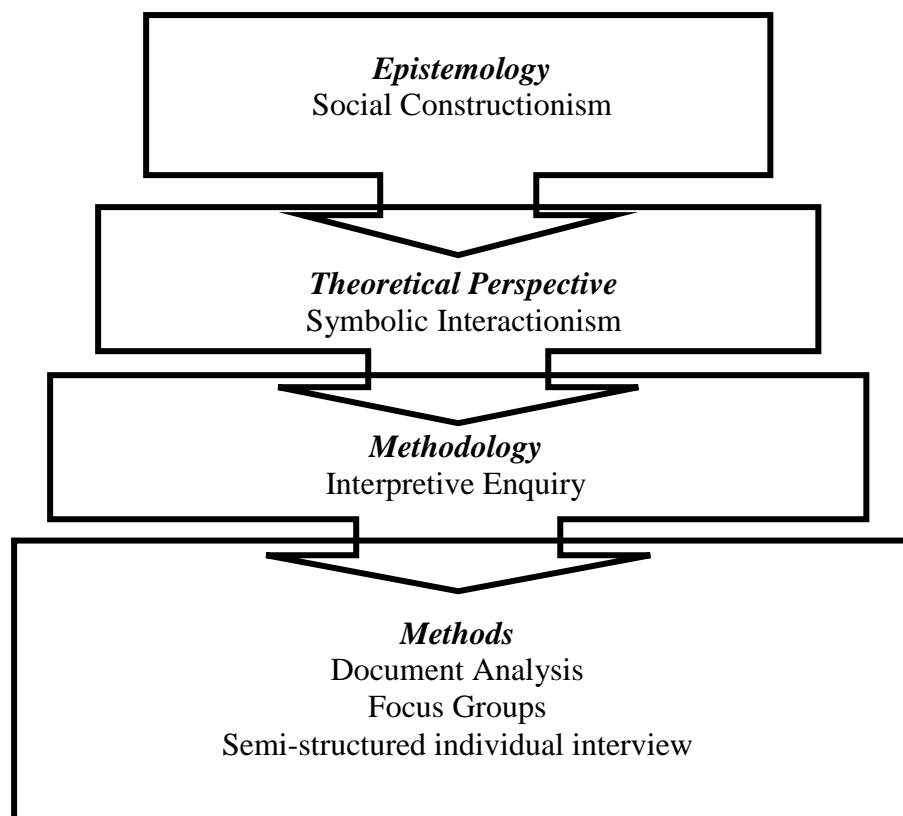 Epistemology
Social Constructionism
Theoretical Perspective
Symbolic Interactionism
Methodology
Interpretive Enquiry
Methods
Document Analysis
Focus Groups
Semi-structured individual interview